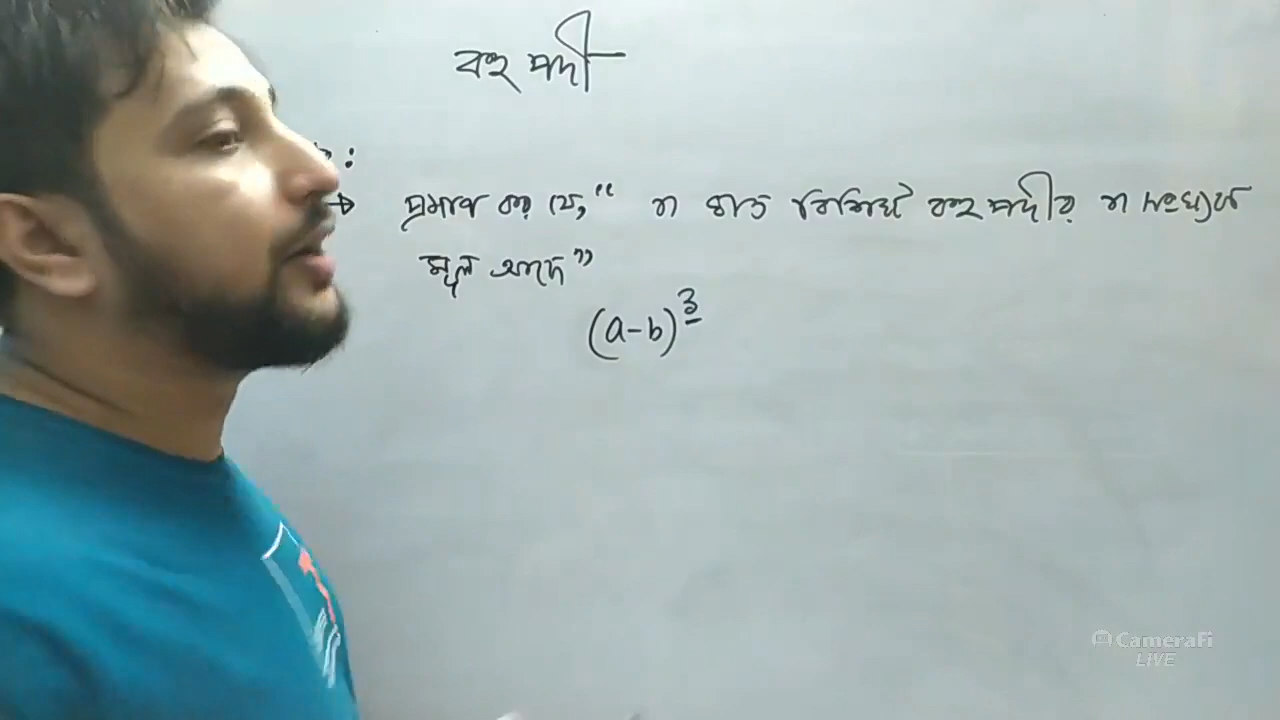 বহুপদী
:
→ প্রমাণ কর যে, " n ঘাত বিশিষ্ট বহুপদীর n সংখ্যক
মূল আছে"
(a-b)³
CameraFi
LIVE